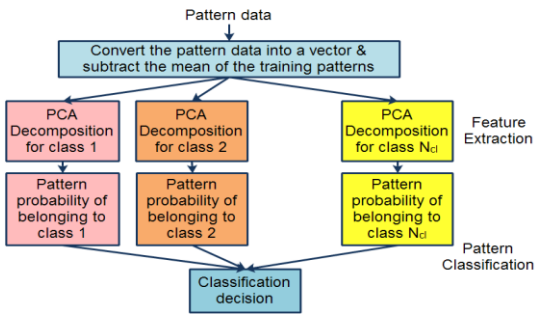 Pattern data
Convert the pattern data into a vector &
subtract the mean of the training patterns
PCA
Decomposition
for class 1
PCA
Decomposition
for class 2
PCA
Decomposition
for class Ncl
Feature
Extraction
Pattern
probability of
belonging to
class 1
Pattern
probability of
belonging to
class 2
Pattern
probability of
belonging to
class Ncl
Pattern
Classification
Classification
decision